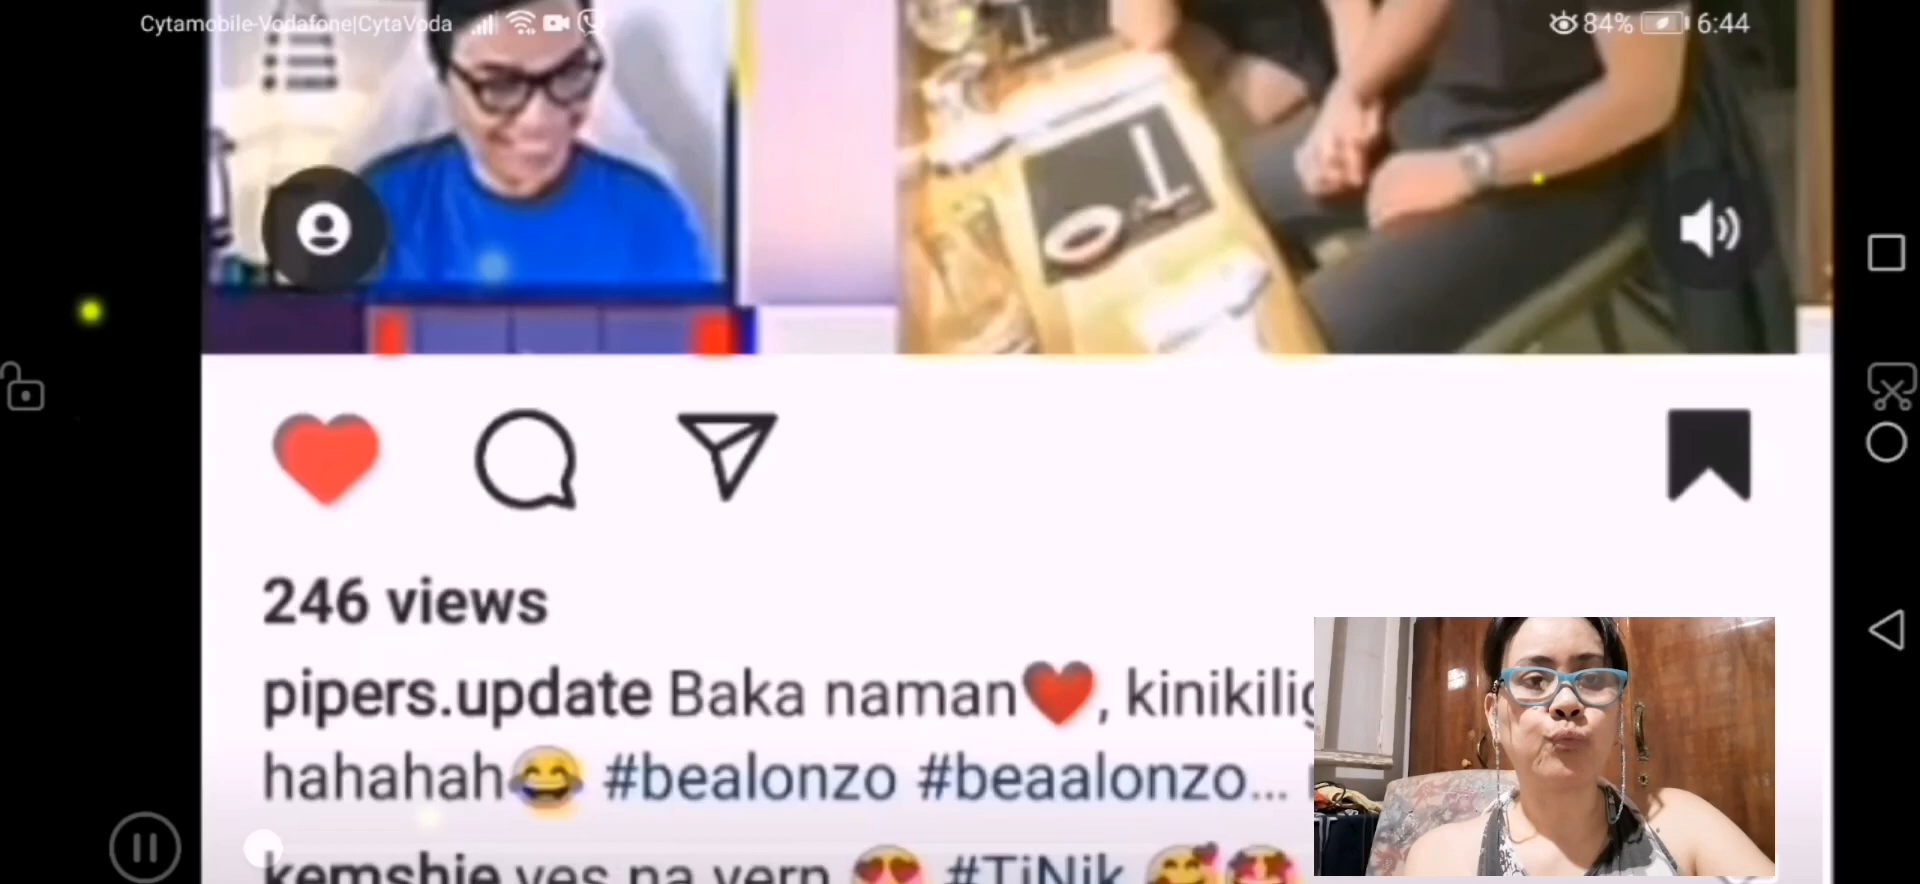 Cytamobile-Vodafone|CytaVoda
84% 6:44
246 views
pipers.update Baka naman❤️, kinikilig
hahahah😂 #bealonzo #beaalonzo...
kemshie yes na yern 😍 #TiNik 🥰🤩